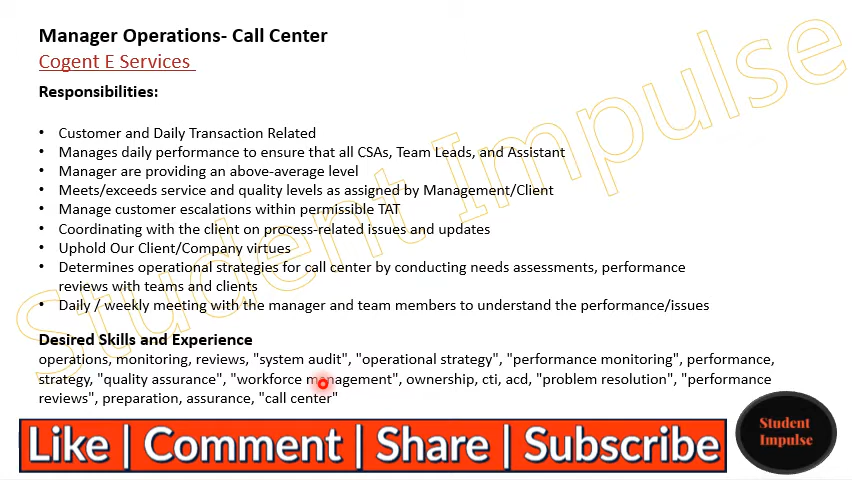 Manager Operations- Call Center
Cogent E Services
Responsibilities:
• Customer and Daily Transaction Related
• Manages daily performance to ensure that all CSAs, Team Leads, and Assistant
• Manager are providing an above-average level
• Meets/exceeds service and quality levels as assigned by Management/Client
• Manage customer escalations within permissible TAT
• Coordinating with the client on process-related issues and updates
• Uphold Our Client/Company virtues
• Determines operational strategies for call center by conducting needs assessments, performance
reviews with teams and clients
• Daily / weekly meeting with the manager and team members to understand the performance/issues
Desired Skills and Experience
operations, monitoring, reviews, "system audit", "operational strategy", "performance monitoring", performance,
strategy, "quality assurance", "workforce management", ownership, cti, acd, "problem resolution", "performance
reviews", preparation, assurance, "call center"
Student Impulse
Like | Comment | Share | Subscribe
Student
Impulse